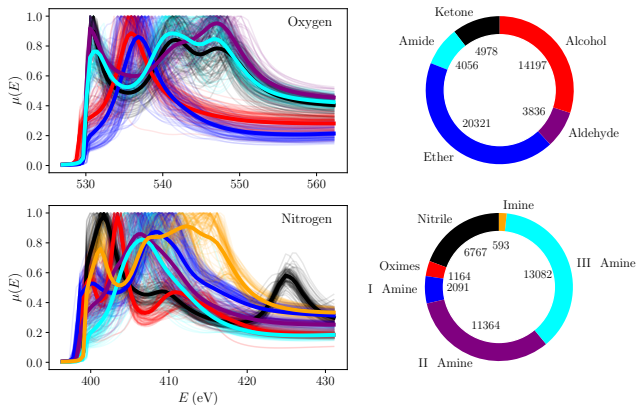 Oxygen
μ(E)
1.0
0.8
0.6
0.4
0.2
0.0
530
540
550
560
Ketone
Alcohol
Amide
4978
4056
14197
3836
20321
Aldehyde
Ether
Nitrogen
μ(E)
1.0
0.8
0.6
0.4
0.2
0.0
400
410
420
430
E (eV)
Imine
Nitrile
593
6767
III Amine
Oximes
1164
13082
I Amine
2091
11364
II Amine